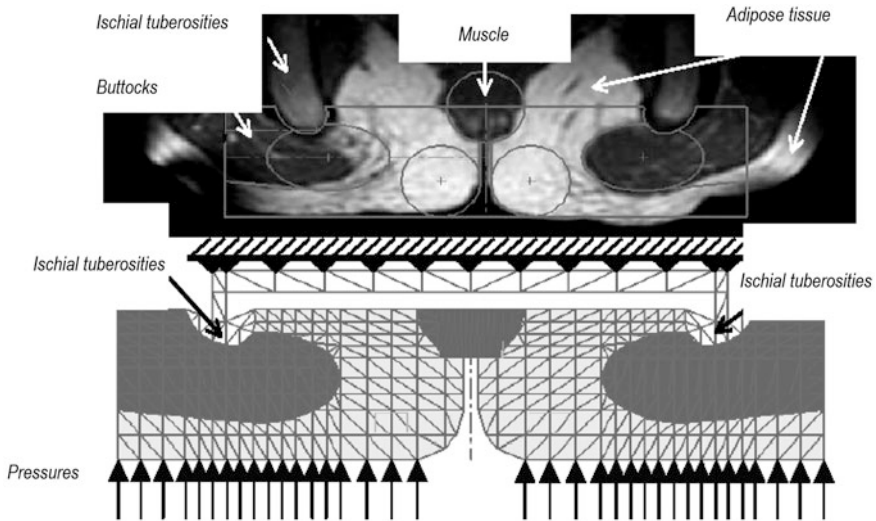 Ischial tuberosities
Muscle
Adipose tissue
Buttocks
Ischial tuberosities
Ischial tuberosities
Pressures